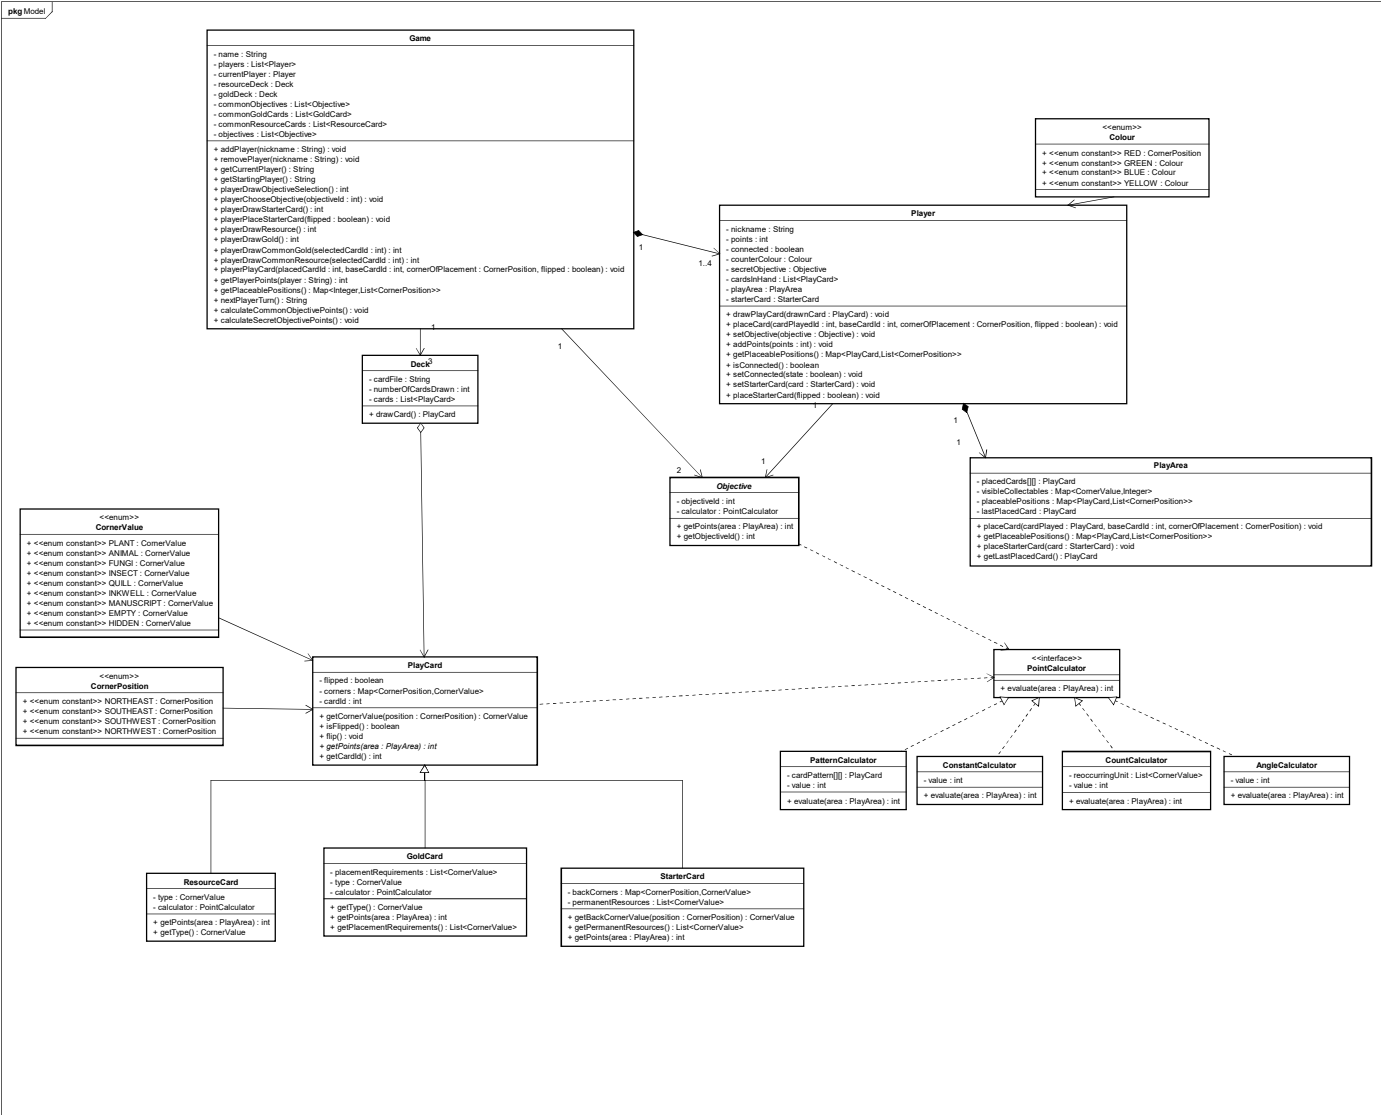 pkg Model
Game
- name : String
- players : List<Player>
- currentPlayer : Player
- resourceDeck : Deck
- goldDeck : Deck
- commonObjectives : List<Objective>
- commonGoldCards : List<GoldCard>
- commonResourceCards : List<ResourceCard>
- objectives : List<Objective>
+ addPlayer(nickname : String) : void
+ removePlayer(nickname : String) : void
+ getCurrentPlayer() : String
+ getStartingPlayer() : String
+ playerDrawObjectiveSelection() : int
+ playerChooseObjective(objectiveId : int) : void
+ playerDrawStarterCard() : int
+ playerPlaceStarterCard(flipped : boolean) : void
+ playerDrawResource() : int
+ playerDrawGold() : int
+ playerDrawCommonGold(selectedCardId : int) : int
+ playerDrawCommonResource(selectedCardId : int) : int
+ playerPlayCard(placedCardId : int, baseCardId : int, cornerOfPlacement : CornerPosition, flipped : boolean) : void
+ getPlayerPoints(player : String) : int
+ getPlaceablePositions() : Map<Integer,List<CornerPosition>>
+ nextPlayerTurn() : String
+ calculateCommonObjectivePoints() : void
+ calculateSecretObjectivePoints() : void
<<enum>>
Colour
+ <<enum constant>> RED : CornerPosition
+ <<enum constant>> GREEN : Colour
+ <<enum constant>> BLUE : Colour
+ <<enum constant>> YELLOW : Colour
Player
- nickname : String
- points : int
- connected : boolean
- counterColour : Colour
- secretObjective : Objective
- cardsInHand : List<PlayCard>
- playArea : PlayArea
- starterCard : StarterCard
+ drawPlayCard(drawnCard : PlayCard) : void
+ placeCard(cardPlayedId : int, baseCardId : int, cornerOfPlacement : CornerPosition, flipped : boolean) : void
+ setObjective(objective : Objective) : void
+ addPoints(points : int) : void
+ getPlaceablePositions() : Map<PlayCard,List<CornerPosition>>
+ isConnected() : boolean
+ setConnected(state : boolean) : void
+ setStarterCard(card : StarterCard) : void
+ placeStarterCard(flipped : boolean) : void
1
1..4
1
3
1
2
1
1
1
1
Deck
- cardFile : String
- numberOfCardsDrawn : int
- cards : List<PlayCard>
+ drawCard() : PlayCard
Objective
- objectiveId : int
- calculator : PointCalculator
+ getPoints(area : PlayArea) : int
+ getObjectiveId() : int
PlayArea
- placedCards[][] : PlayCard
- visibleCollectables : Map<CornerValue,Integer>
- placeablePositions : Map<PlayCard,List<CornerPosition>>
- lastPlacedCard : PlayCard
+ placeCard(cardPlayed : PlayCard, baseCardId : int, cornerOfPlacement : CornerPosition) : void
+ getPlaceablePositions() : Map<PlayCard,List<CornerPosition>>
+ placeStarterCard(card : StarterCard) : void
+ getLastPlacedCard() : PlayCard
<<enum>>
CornerValue
+ <<enum constant>> PLANT : CornerValue
+ <<enum constant>> ANIMAL : CornerValue
+ <<enum constant>> FUNGI : CornerValue
+ <<enum constant>> INSECT : CornerValue
+ <<enum constant>> QUILL : CornerValue
+ <<enum constant>> INKWELL : CornerValue
+ <<enum constant>> MANUSCRIPT : CornerValue
+ <<enum constant>> EMPTY : CornerValue
+ <<enum constant>> HIDDEN : CornerValue
<<enum>>
CornerPosition
+ <<enum constant>> NORTHEAST : CornerPosition
+ <<enum constant>> SOUTHEAST : CornerPosition
+ <<enum constant>> SOUTHWEST : CornerPosition
+ <<enum constant>> NORTHWEST : CornerPosition
PlayCard
- flipped : boolean
- corners : Map<CornerPosition,CornerValue>
- cardId : int
+ getCornerValue(position : CornerPosition) : CornerValue
+ isFlipped() : boolean
+ flip() : void
+ getPoints(area : PlayArea) : int
+ getCardId() : int
<<interface>>
PointCalculator
+ evaluate(area : PlayArea) : int
PatternCalculator
- cardPattern[][] : PlayCard
- value : int
+ evaluate(area : PlayArea) : int
ConstantCalculator
- value : int
+ evaluate(area : PlayArea) : int
CountCalculator
- reoccurringUnit : List<CornerValue>
- value : int
+ evaluate(area : PlayArea) : int
AngleCalculator
- value : int
+ evaluate(area : PlayArea) : int
ResourceCard
- type : CornerValue
- calculator : PointCalculator
+ getPoints(area : PlayArea) : int
+ getType() : CornerValue
GoldCard
- placementRequirements : List<CornerValue>
- type : CornerValue
- calculator : PointCalculator
+ getType() : CornerValue
+ getPoints(area : PlayArea) : int
+ getPlacementRequirements() : List<CornerValue>
StarterCard
- backCorners : Map<CornerPosition,CornerValue>
- permanentResources : List<CornerValue>
+ getBackCornerValue(position : CornerPosition) : CornerValue
+ getPermanentResources() : List<CornerValue>
+ getPoints(area : PlayArea) : int